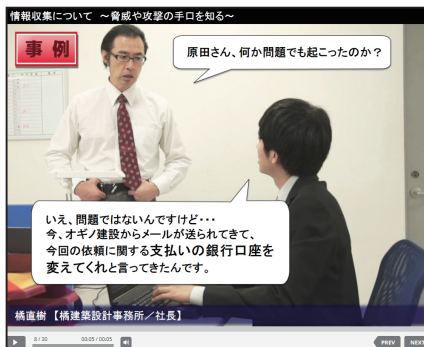 情報収集について ～脅威や攻撃の手口を知る～
事例
原田さん、何か問題でも起こったのか？
いえ、問題ではないんですけど・・・
今、オギノ建設からメールが送られてきて、
今回の依頼に関する支払いの銀行口座を
変えてくれと言ってきたんです。
橘直樹 【橘建築設計事務所／社長】
8 / 30
00:05 / 00:05
PREV
NEXT